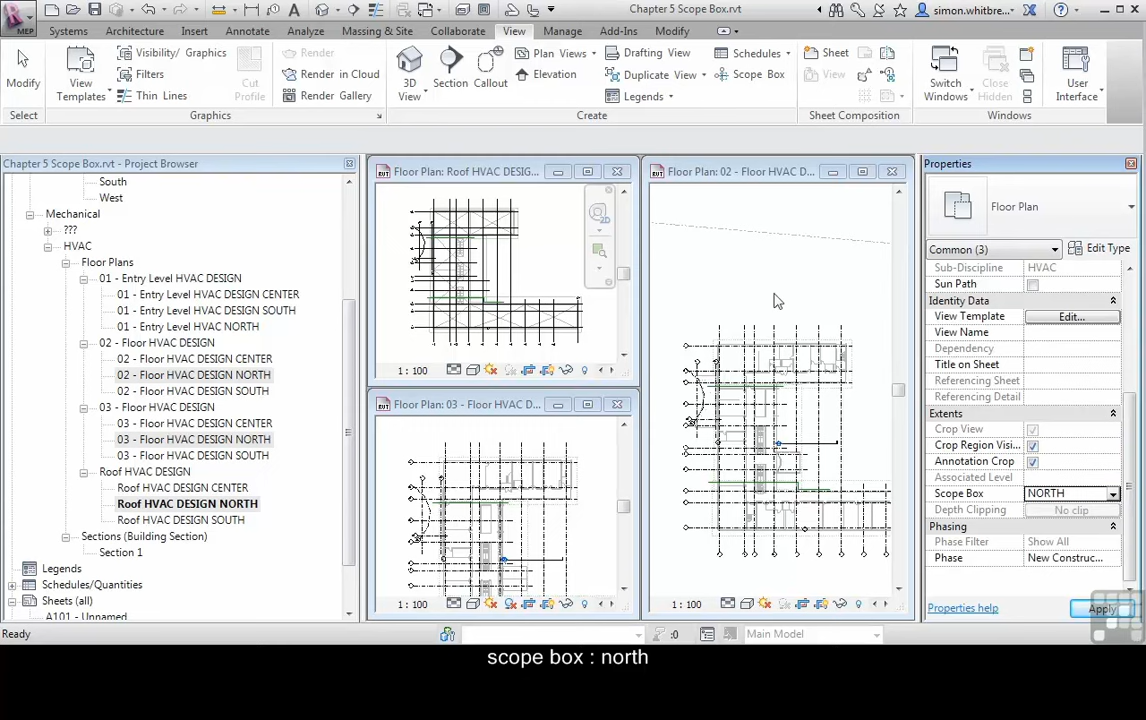 Chapter 5 Scope Box.rvt
simon.whitbre...
MEP
Systems
Architecture
Insert
Annotate
Analyze
Massing & Site
Collaborate
View
Manage
Add-Ins
Modify
Modify
View Templates
Visibility/ Graphics
Filters
Thin Lines
Cut Profile
Render
Render in Cloud
Render Gallery
3D View
Section
Callout
Plan Views
Elevation
Drafting View
Duplicate View
Legends
Schedules
Scope Box
Sheet
View
Switch Windows
Close Hidden
User Interface
Select
Graphics
Create
Sheet Composition
Windows
Chapter 5 Scope Box.rvt - Project Browser
South
West
Mechanical
???
HVAC
Floor Plans
01 - Entry Level HVAC DESIGN
01 - Entry Level HVAC DESIGN CENTER
01 - Entry Level HVAC DESIGN SOUTH
01 - Entry Level HVAC NORTH
02 - Floor HVAC DESIGN
02 - Floor HVAC DESIGN CENTER
02 - Floor HVAC DESIGN NORTH
02 - Floor HVAC DESIGN SOUTH
03 - Floor HVAC DESIGN
03 - Floor HVAC DESIGN CENTER
03 - Floor HVAC DESIGN NORTH
03 - Floor HVAC DESIGN SOUTH
Roof HVAC DESIGN
Roof HVAC DESIGN CENTER
Roof HVAC DESIGN NORTH
Roof HVAC DESIGN SOUTH
Sections (Building Section)
Section 1
Legends
Schedules/Quantities
Sheets (all)
A101 - Unnamed
Floor Plan: Roof HVAC DESIG...
2D
1 : 100
Floor Plan: 03 - Floor HVAC D...
1 : 100
Floor Plan: 02 - Floor HVAC D...
1 : 100
Properties
Floor Plan
Common (3)
Edit Type
Sub-Discipline HVAC
Sun Path
Identity Data
View Template Edit...
View Name
Dependency
Title on Sheet
Referencing Sheet
Referencing Detail
Extents
Crop View
Crop Region Visi...
Annotation Crop
Associated Level
Scope Box NORTH
Depth Clipping No clip
Phasing
Phase Filter Show All
Phase New Construc...
Properties help
Apply
Ready
:0
Main Model
scope box : north